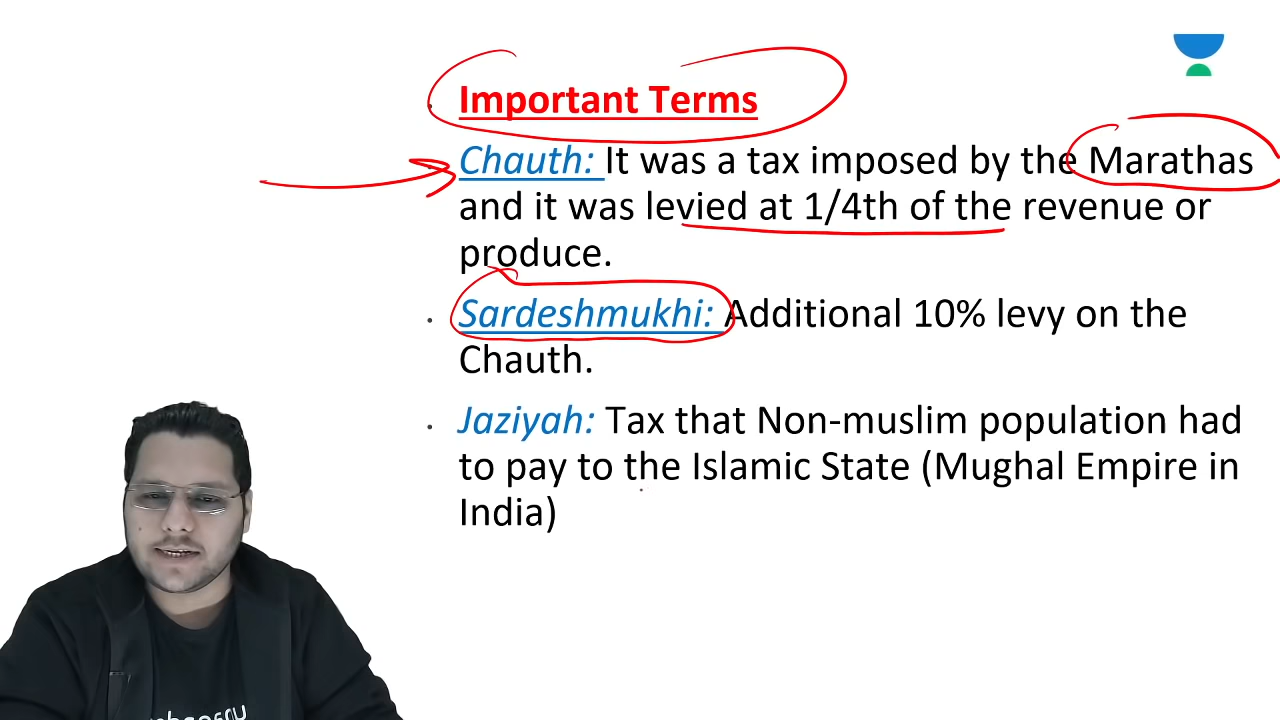 Important Terms
Chauth: It was a tax imposed by the Marathas
and it was levied at 1/4th of the revenue or
produce.
Sardeshmukhi: Additional 10% levy on the
Chauth.
Jaziyah: Tax that Non-muslim population had
to pay to the Islamic State (Mughal Empire in
India)